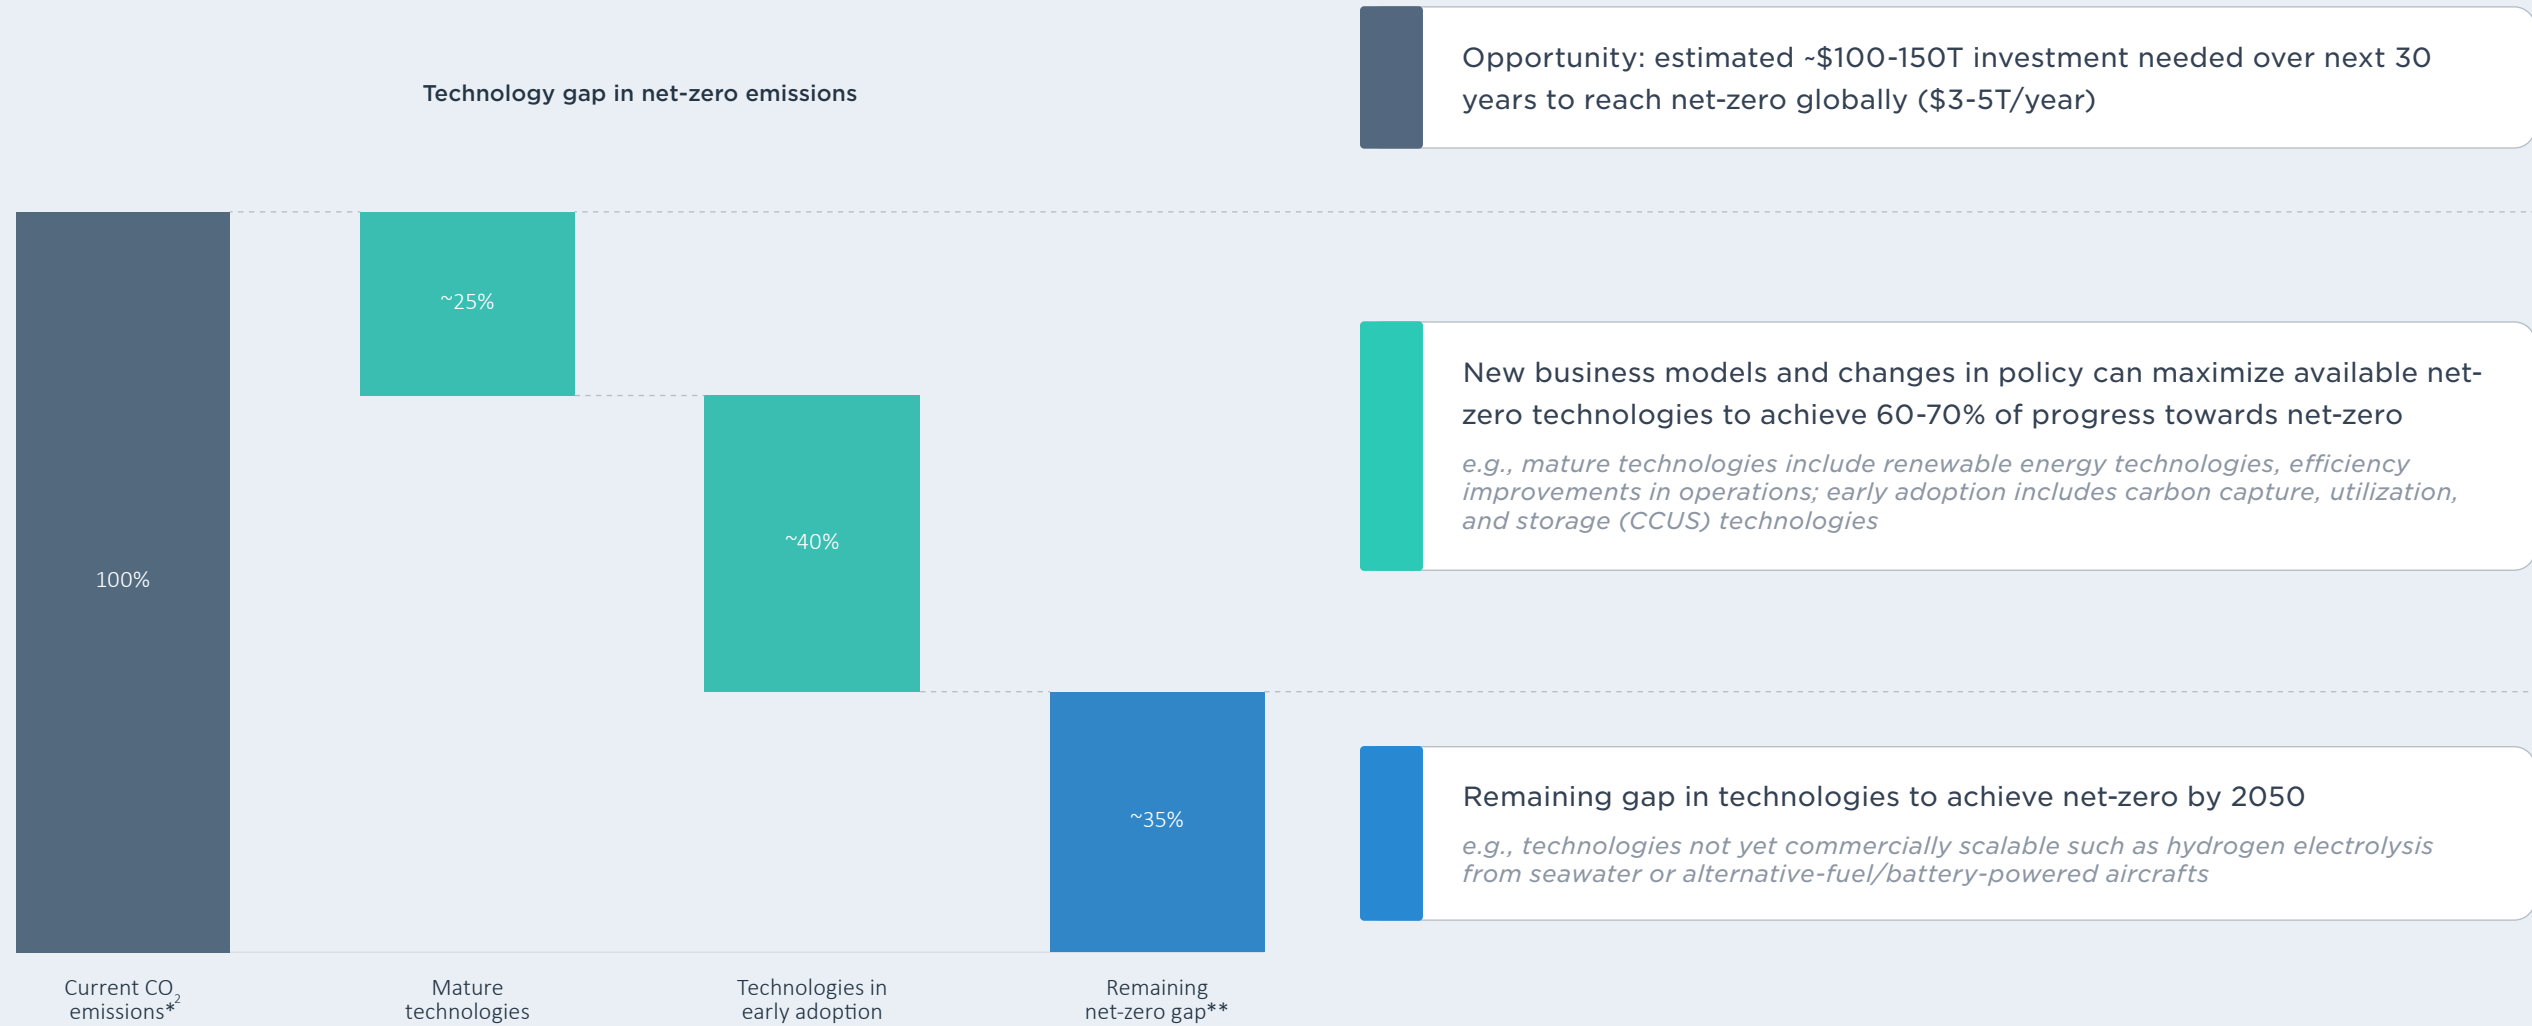 Technology gap in net-zero emissions
100%
~25%
~40%
~35%
Current CO2
emissions*
Mature
technologies
Technologies in
early adoption
Remaining
net-zero gap**
Opportunity: estimated ~$100-150T investment needed over next 30
years to reach net-zero globally ($3-5T/year)
New business models and changes in policy can maximize available net-
zero technologies to achieve 60-70% of progress towards net-zero
e.g., mature technologies include renewable energy technologies, efficiency
improvements in operations; early adoption includes carbon capture, utilization,
and storage (CCUS) technologies
Remaining gap in technologies to achieve net-zero by 2050
e.g., technologies not yet commercially scalable such as hydrogen electrolysis
from seawater or alternative-fuel/battery-powered aircrafts